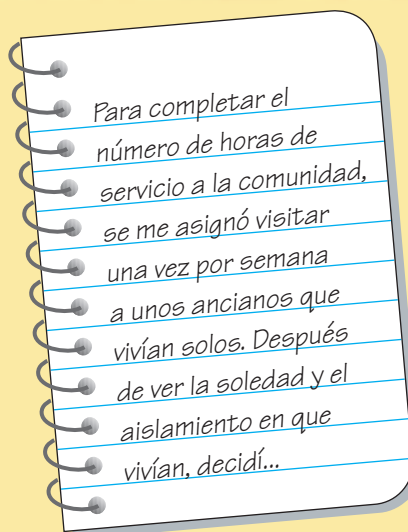 Para completar el
número de horas de
servicio a la comunidad,
se me asignó visitar
una vez por semana
a unos ancianos que
vivían solos. Después
de ver la soledad y el
aislamiento en que
vivían, decidí...